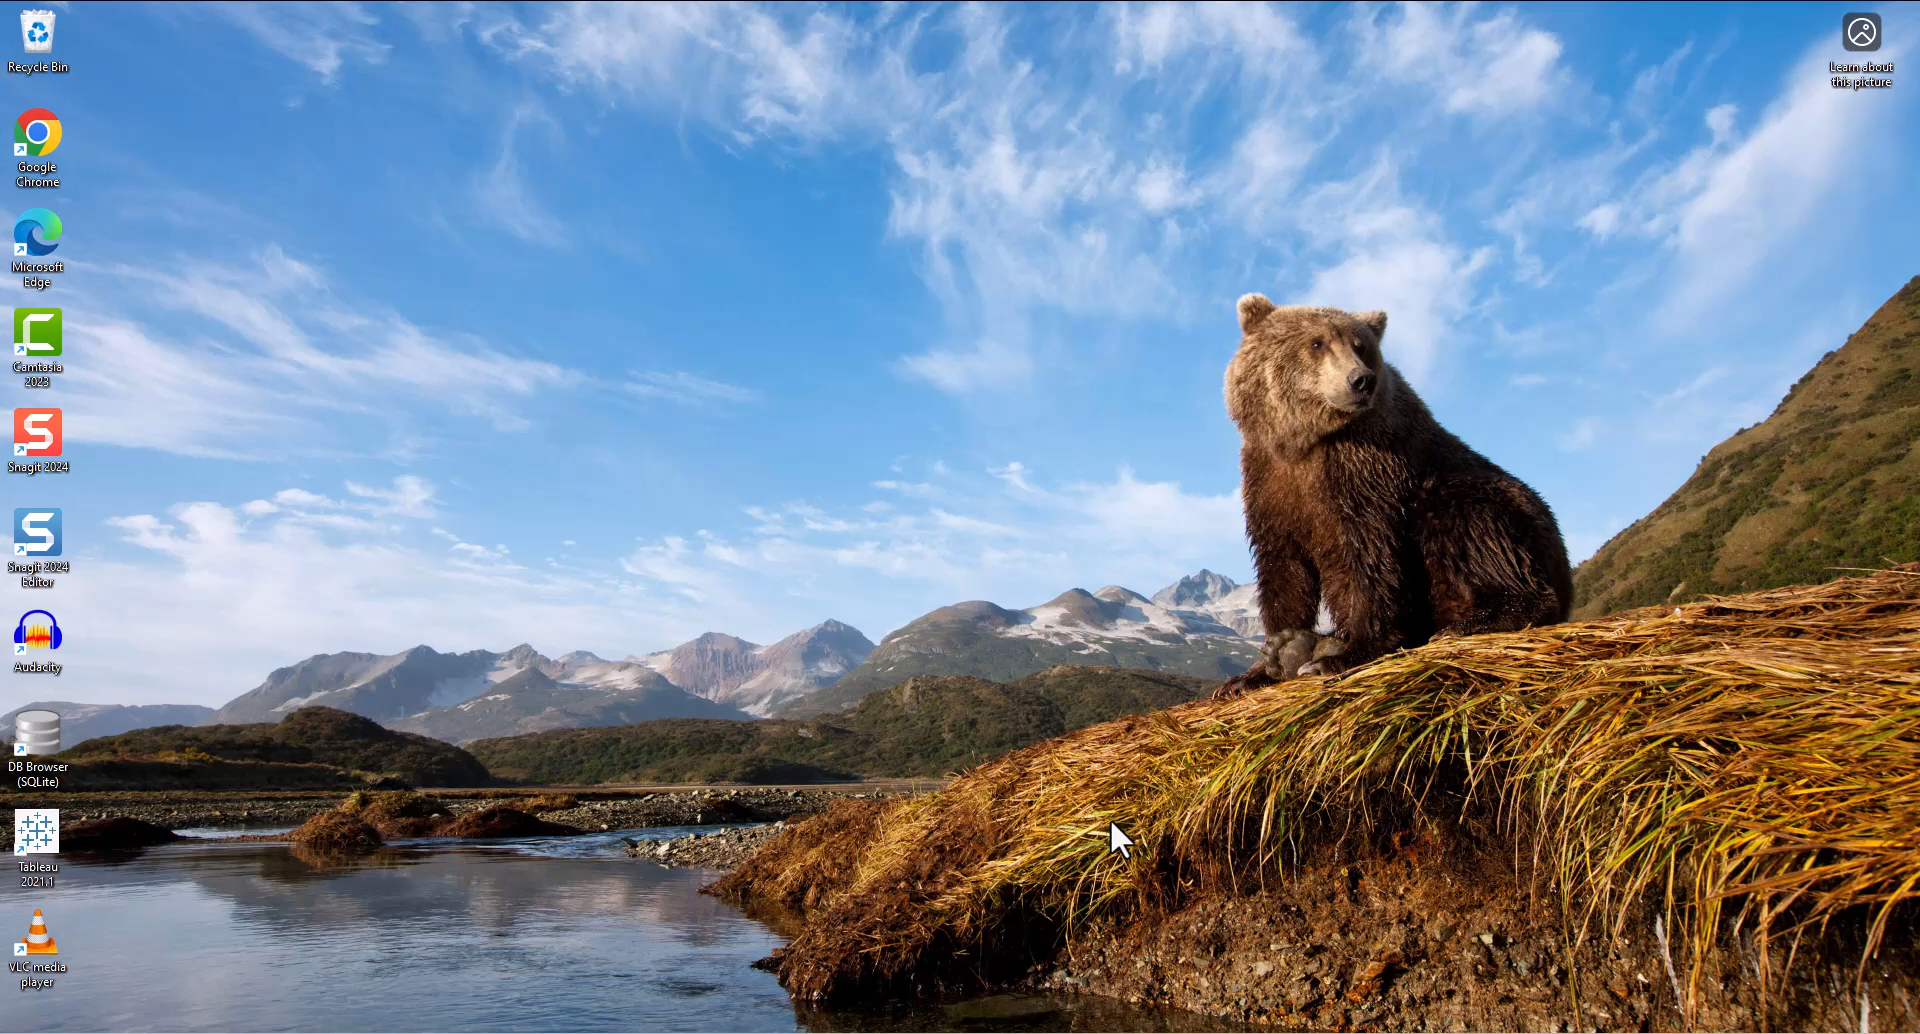 Recycle Bin
Google
Chrome
Microsoft
Edge
Camtasia
2023
Snagit 2024
Snagit 2024
Editor
Audacity
DB Browser
(SQLite)
Tableau
2021.1
VLC media
player
Learn about
this picture